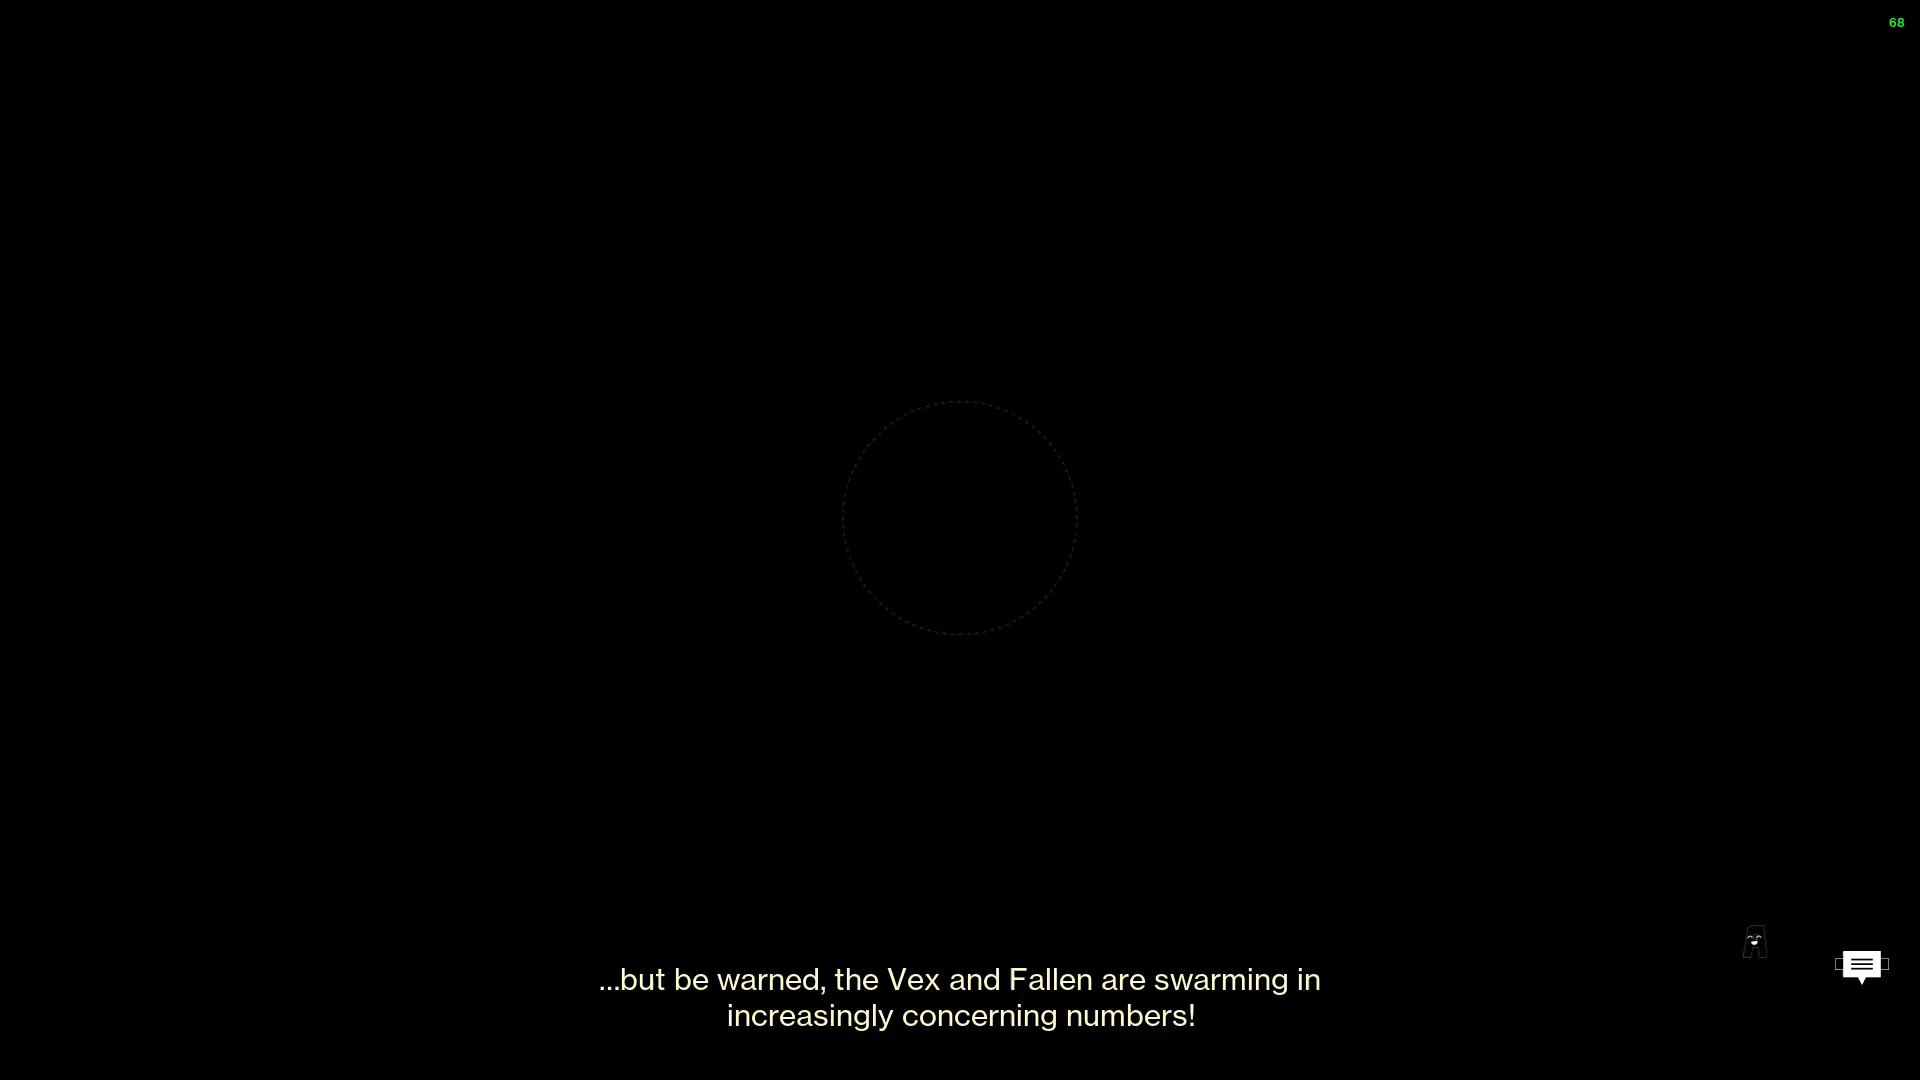 68
...but be warned, the Vex and Fallen are swarming in
increasingly concerning numbers!